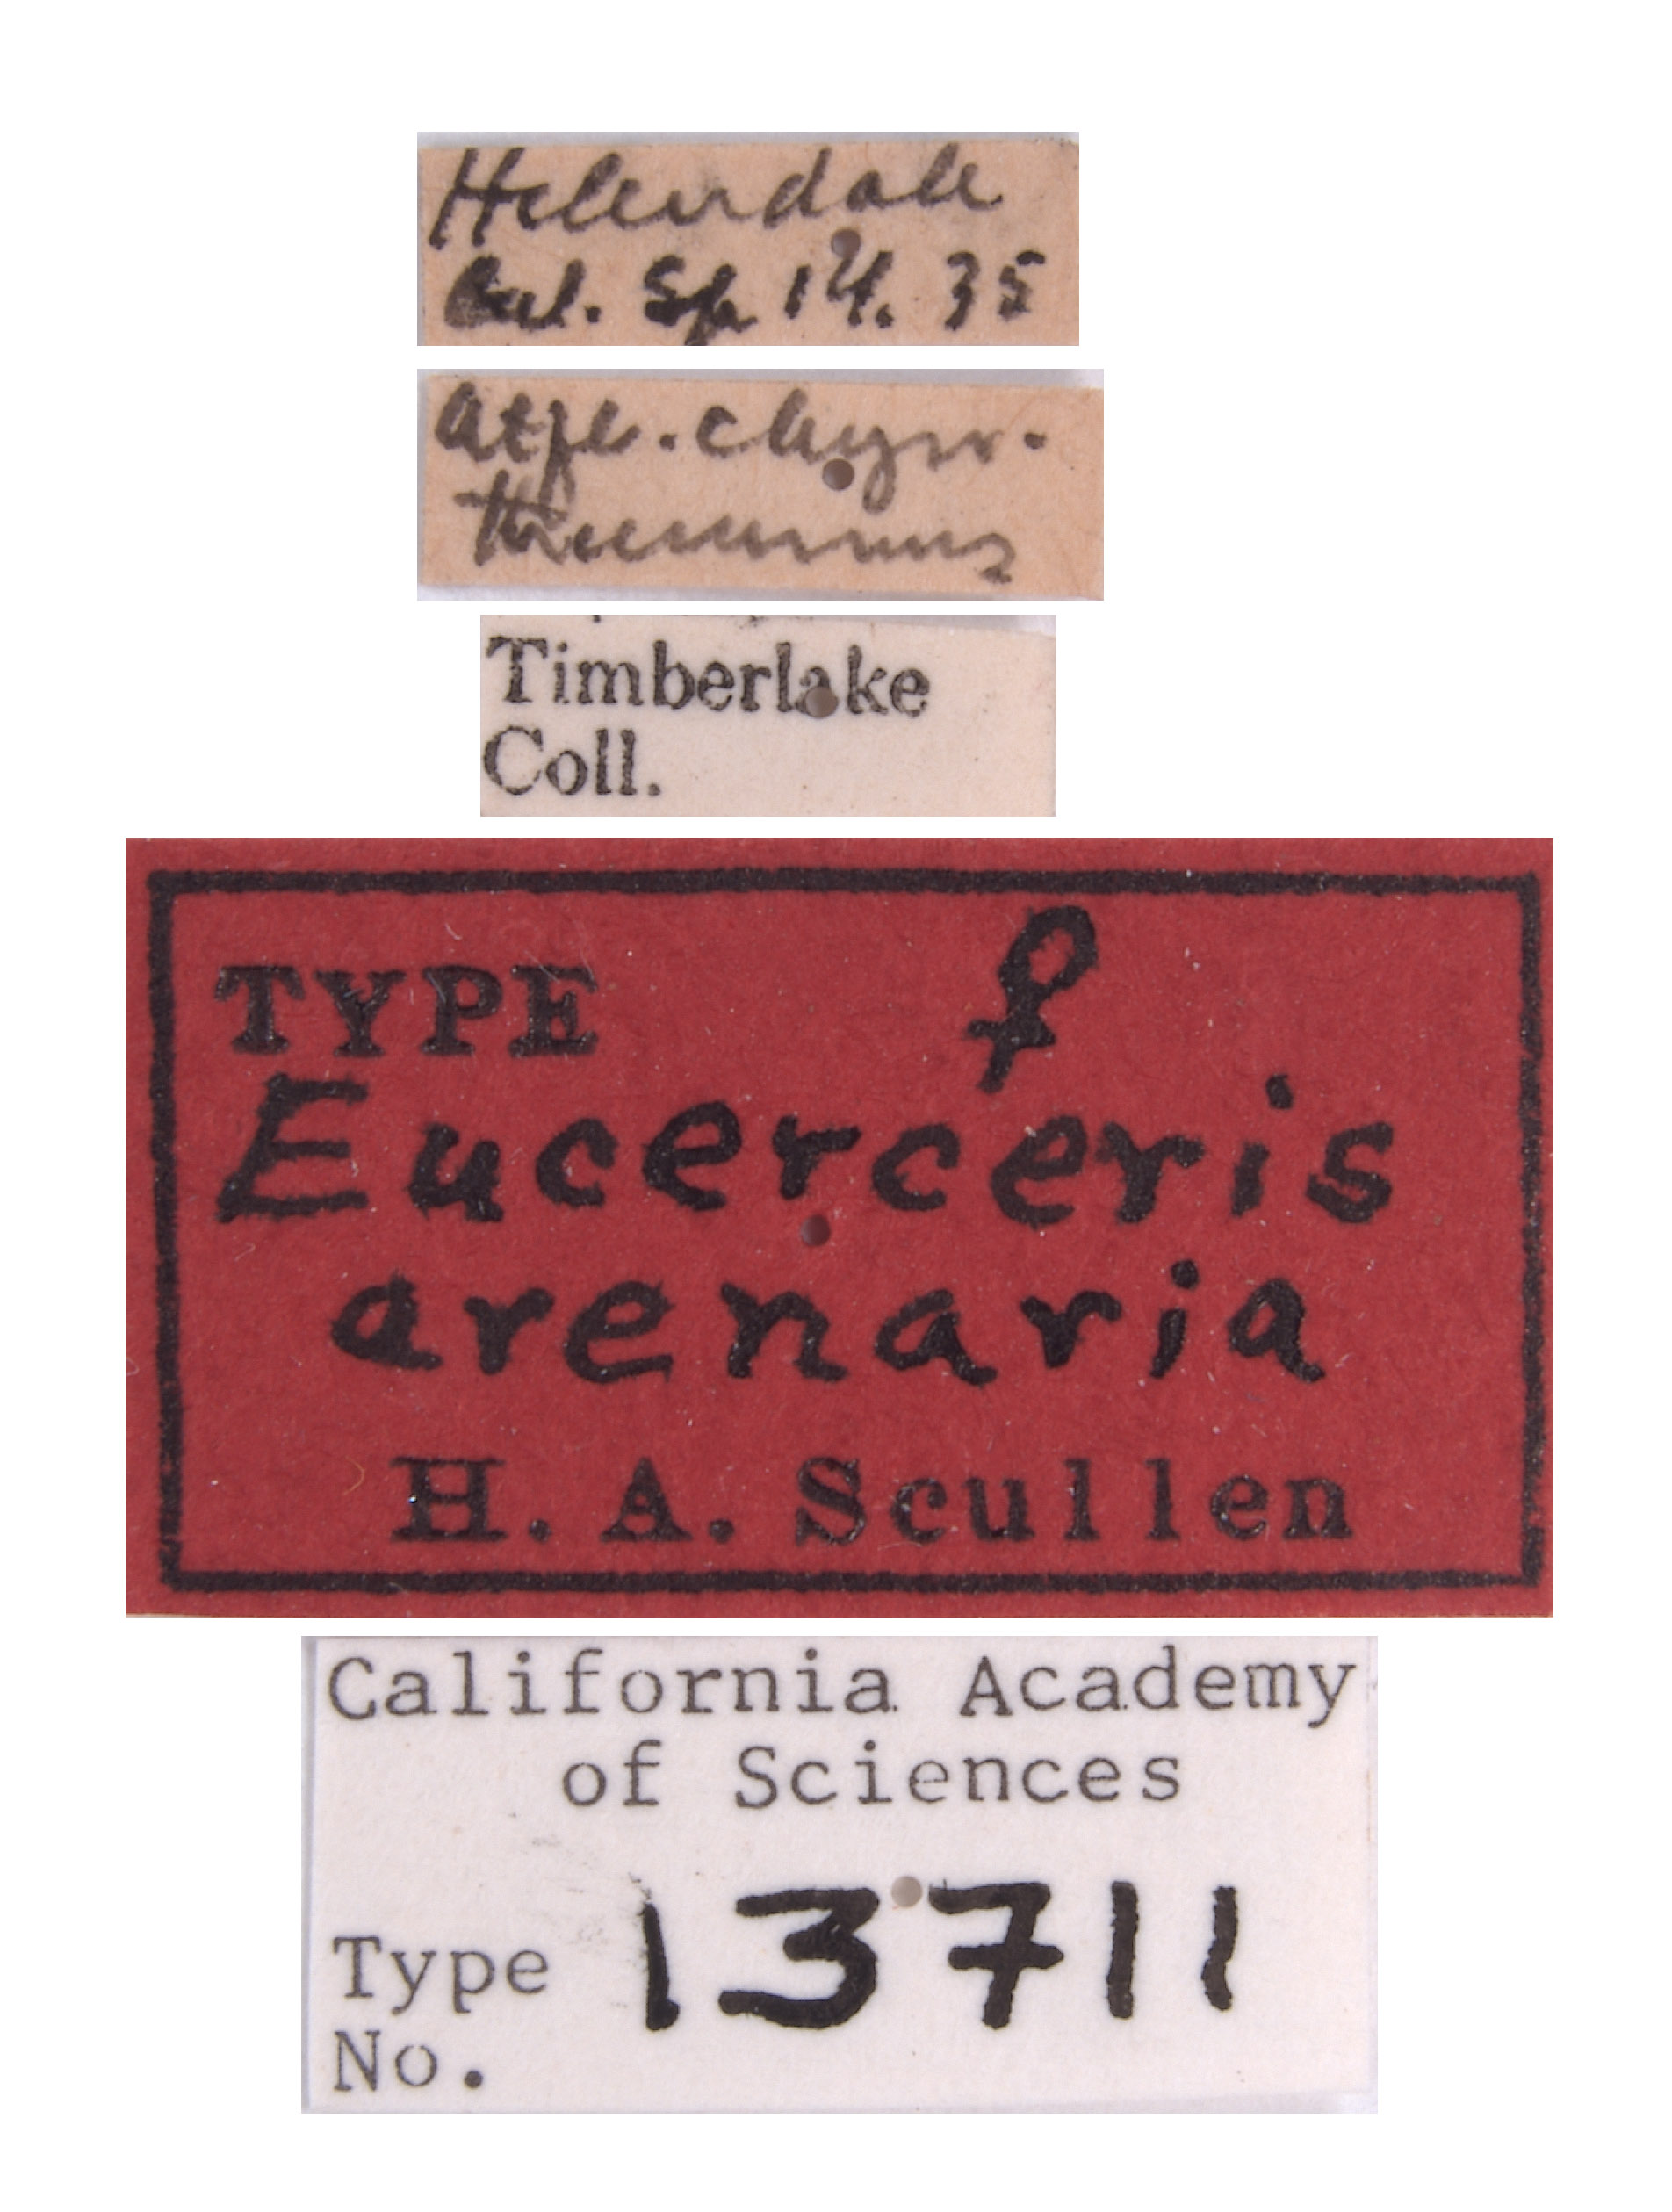 Helendale
Cal. Sp 14. 35
Timberlake
Coll.
TYPE ♀
Eucerceris
arenaria
H. A. Scullen
California Academy
of Sciences
Type 13711
No.